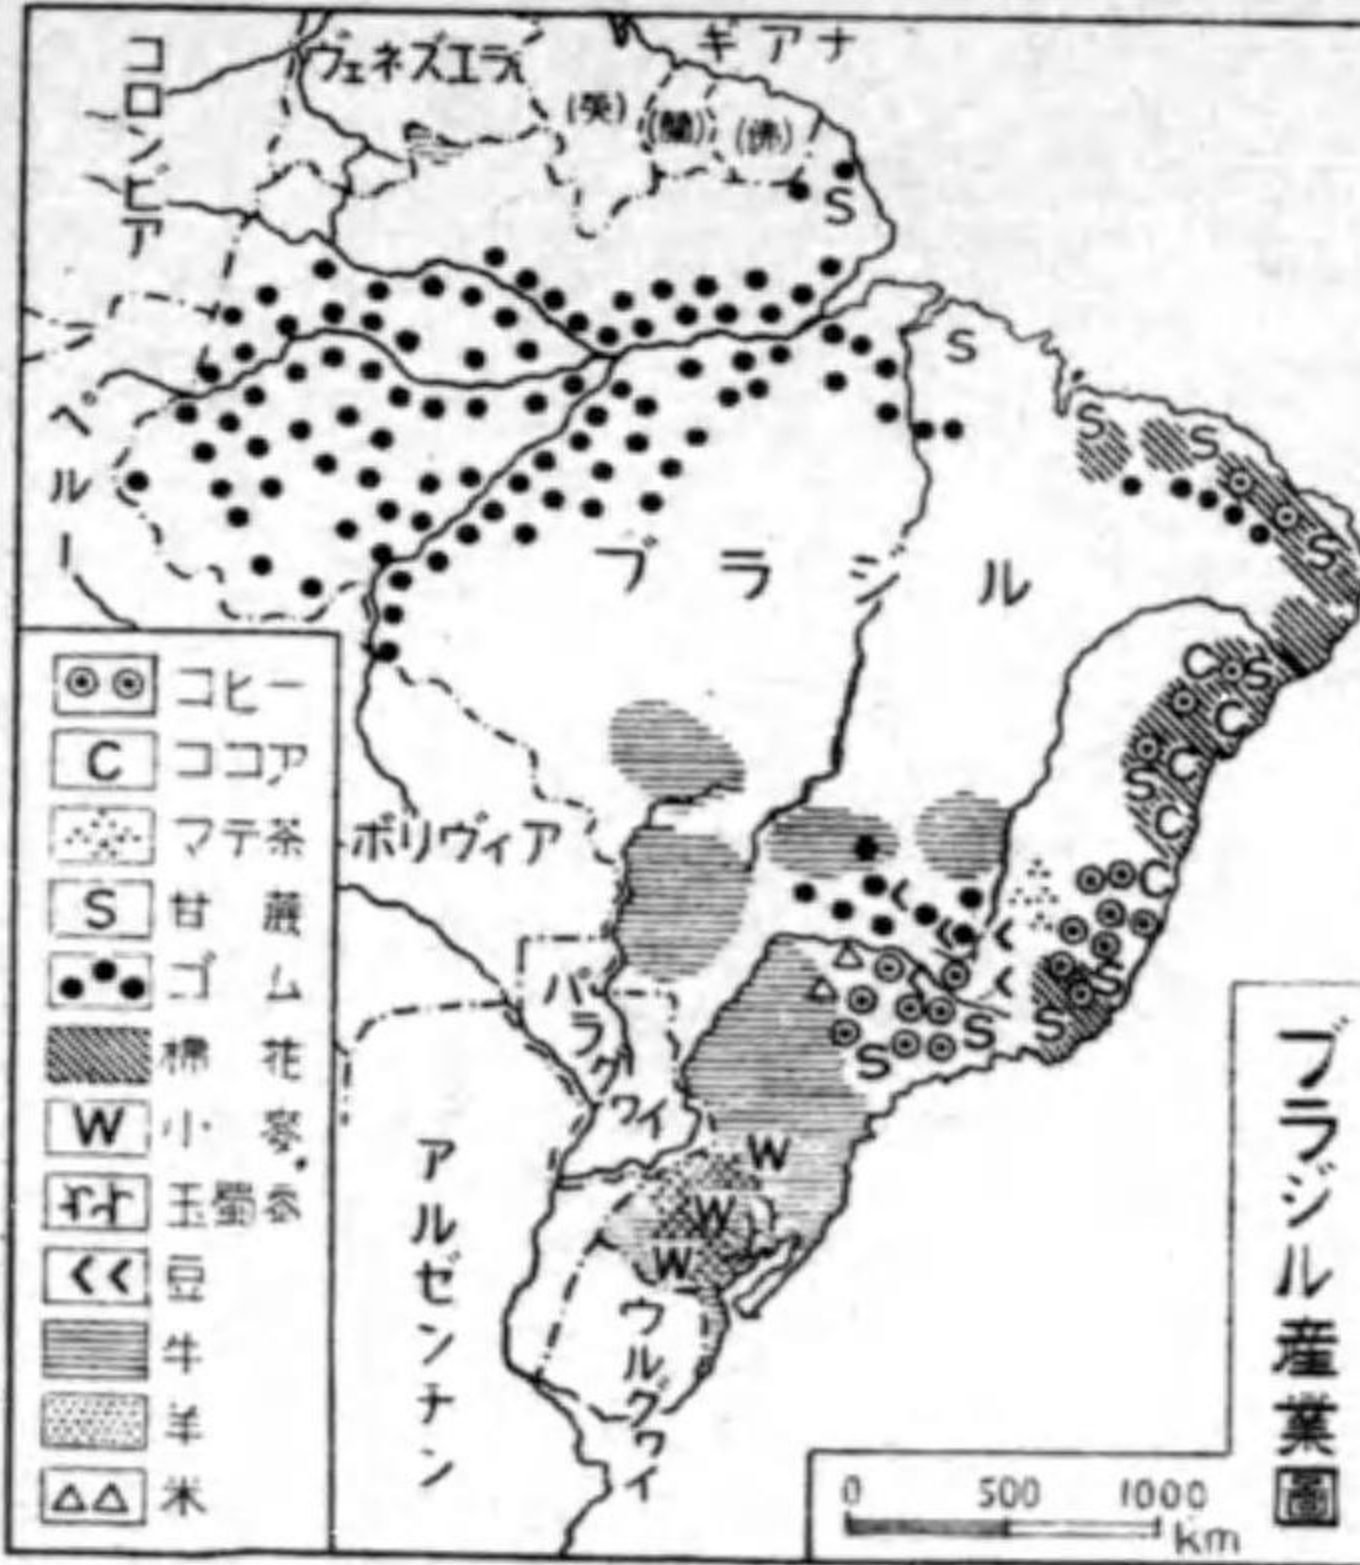 コロンビア
ヴェネズエラ
ギアナ
(英)
(蘭)
(佛)
ペルー
ブラジル
ボリヴィア
パラグワイ
アルゼンチン
ウルグワイ
コヒー
C ココア
マテ茶
S 甘蔗
ゴム
棉花
W 小麥
玉蜀黍
豆
牛
羊
米
S
S
S
S
S
C
S
C
C
S
C
C
S
S
S
S
W
W
W
ブラジル産業圖
0 500 1000
km